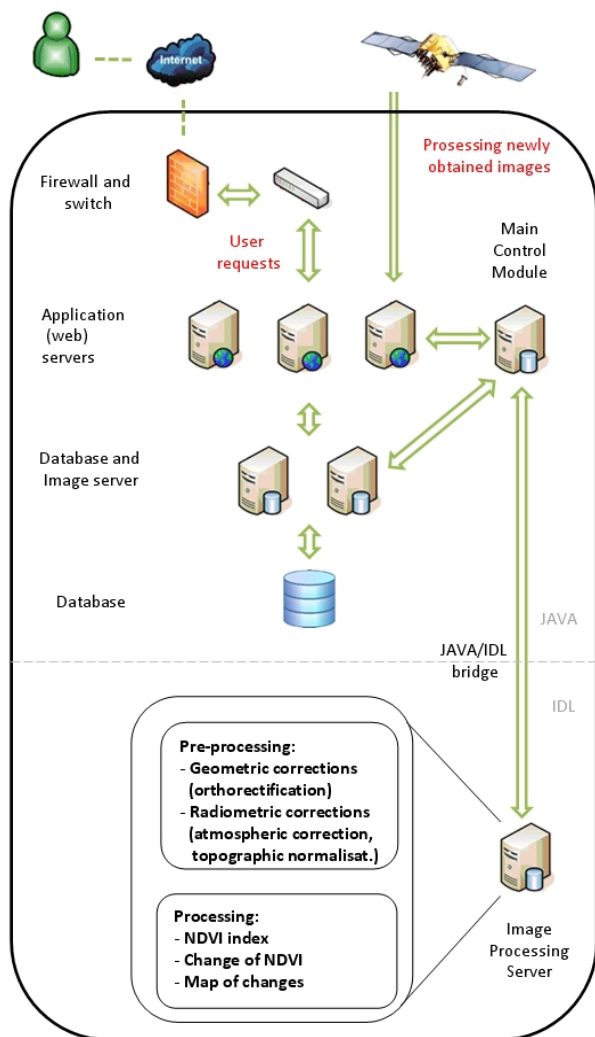 Internet
Prosessing newly
obtained images
Firewall and
switch
User
requests
Main
Control
Module
Application
(web)
servers
Database and
Image server
Database
JAVA
JAVA/IDL
bridge
IDL
Pre-processing:
- Geometric corrections
(orthorectification)
- Radiometric corrections
(atmospheric correction,
topographic normalisat.)
Processing:
- NDVI index
- Change of NDVI
- Map of changes
Image
Processing
Server